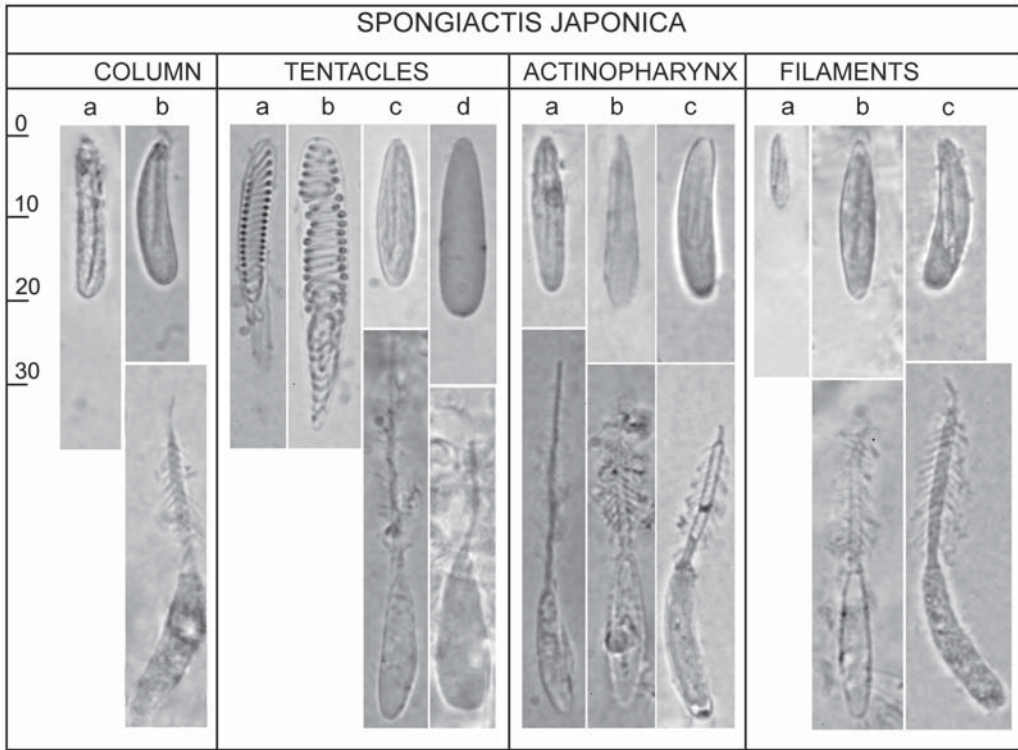 SPONGIACTIS JAPONICA
COLUMN TENTACLES ACTINOPHARYNX FILAMENTS
a b a b c d a b c a b c
0
10
20
30